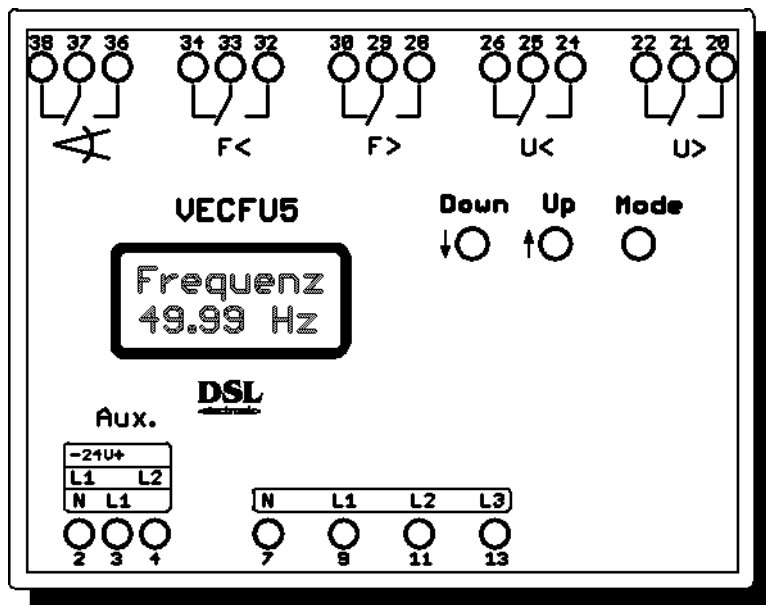 38 37 36 34 33 32 30 29 28 26 25 24 22 21 20
F< F> U< U>
VECFU5
Down Up Mode
Frequenz
49.99 Hz
DSL
electronic
Aux.
-24U+
L1 L2
N L1
N L1 L2 L3
2 3 4 7 9 11 13